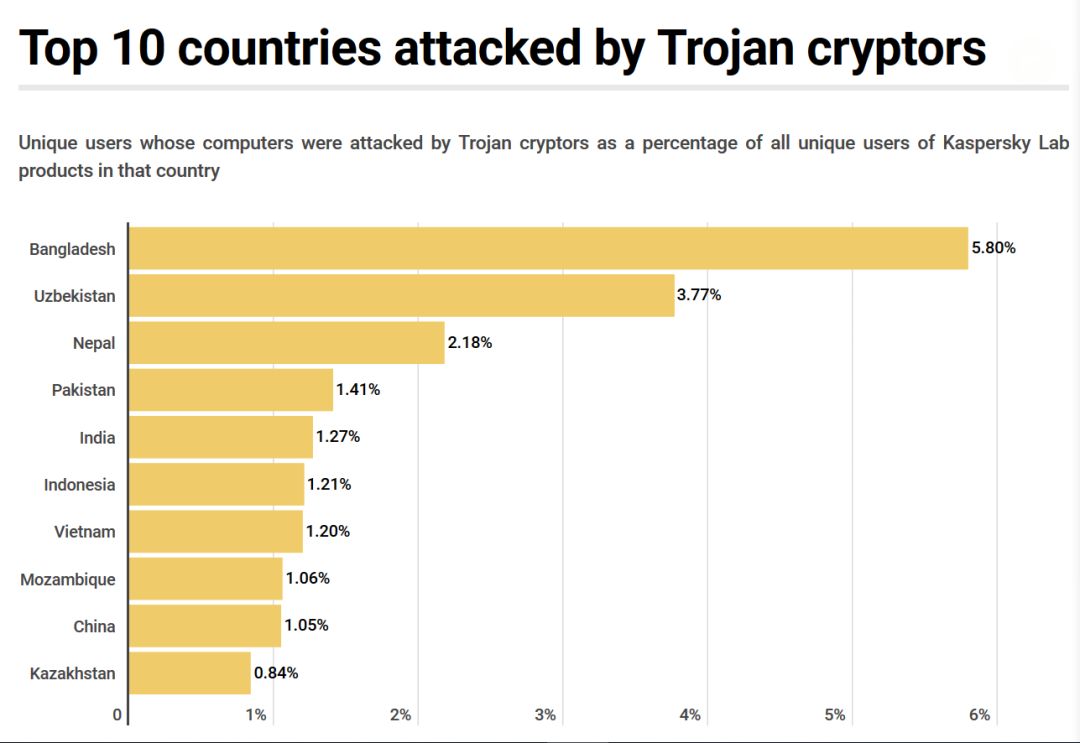 Top 10 countries attacked by Trojan cryptors
Unique users whose computers were attacked by Trojan cryptors as a percentage of all unique users of Kaspersky Lab
products in that country
Bangladesh 5.80%
Uzbekistan 3.77%
Nepal 2.18%
Pakistan 1.41%
India 1.27%
Indonesia 1.21%
Vietnam 1.20%
Mozambique 1.06%
China 1.05%
Kazakhstan 0.84%
0 1% 2% 3% 4% 5% 6%